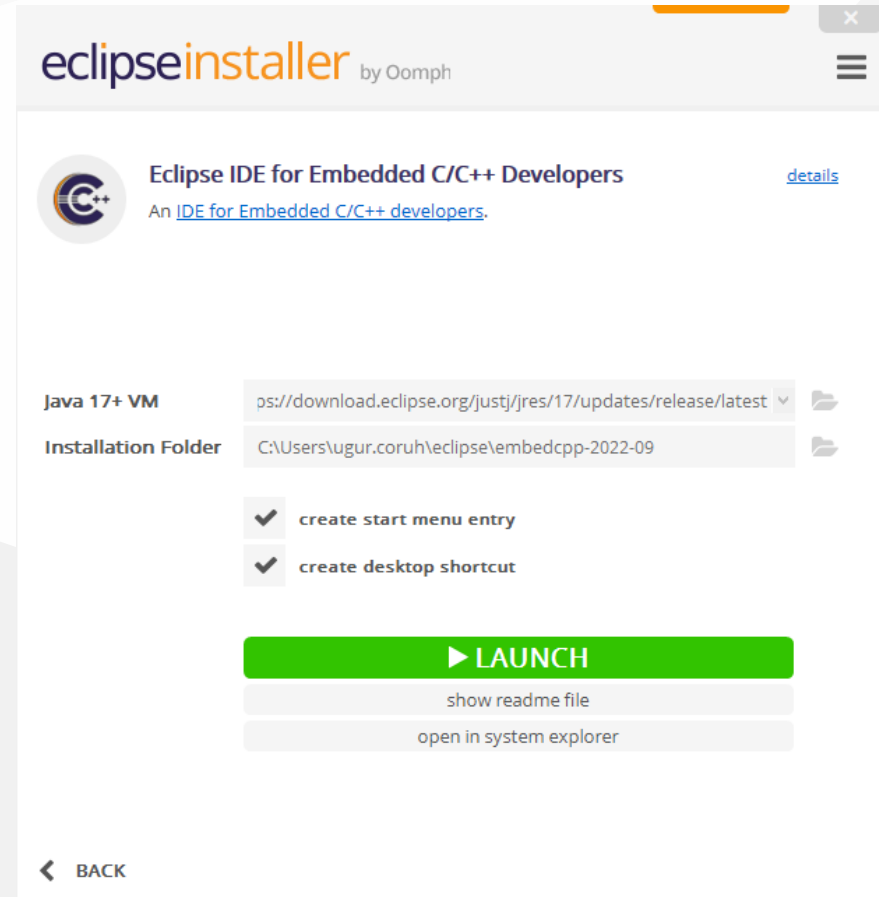 eclipseinstaller by Oomph
Eclipse IDE for Embedded C/C++ Developers details
An IDE for Embedded C/C++ developers.
C++
Java 17+ VM ps://download.eclipse.org/justj/jres/17/updates/release/latest
Installation Folder C:\Users\ugur.coruh\eclipse\embedcpp-2022-09
create start menu entry
create desktop shortcut
LAUNCH
show readme file
open in system explorer
BACK